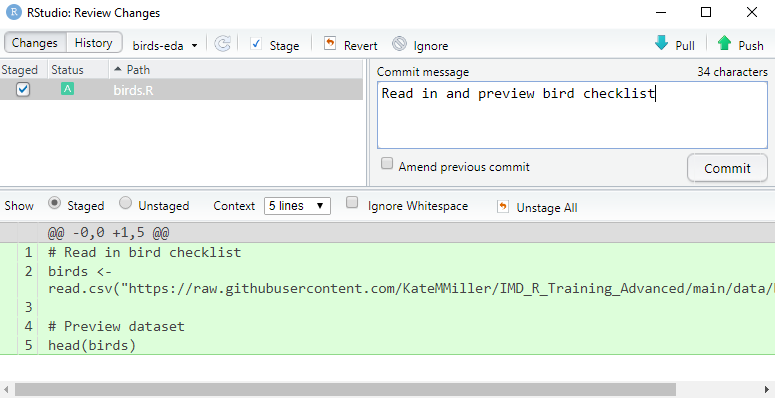 RStudio: Review Changes
Changes History birds-eda Stage Revert Ignore Pull Push
Staged Status Path
A birds.R
Commit message 34 characters
Read in and preview bird checklist
Amend previous commit Commit
Show Staged Unstaged Context 5 lines Ignore Whitespace Unstage All
@@ -0,0 +1,5 @@
1 # Read in bird checklist
2 birds <-
read.csv("https://raw.githubusercontent.com/KateMMiller/IMD_R_Training_Advanced/main/data/
3
4 # Preview dataset
5 head(birds)